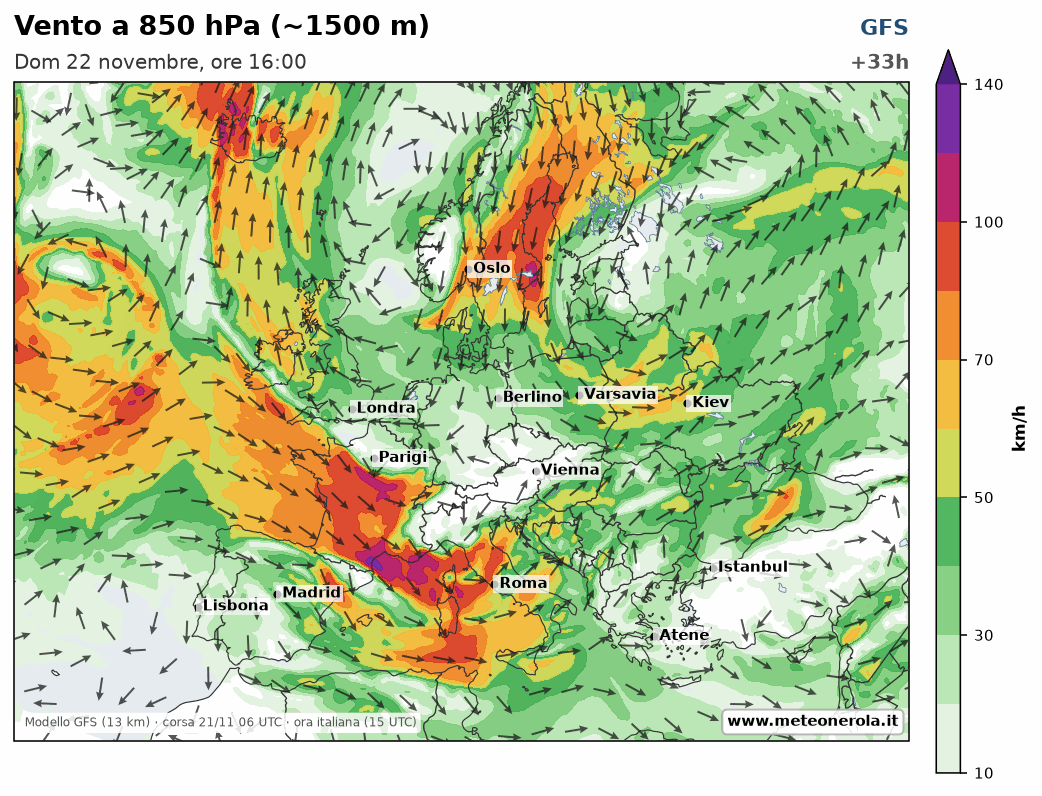 Vento a 850 hPa (~1500 m)
GFS
Dom 22 novembre, ore 16:00
+33h
140
100
70
50
30
10
km/h
Oslo
Berlino
Varsavia
Kiev
Londra
Parigi
Vienna
Istanbul
Roma
Madrid
Lisbona
Atene
Modello GFS (13 km) · corsa 21/11 06 UTC · ora italiana (15 UTC)
www.meteonerola.it